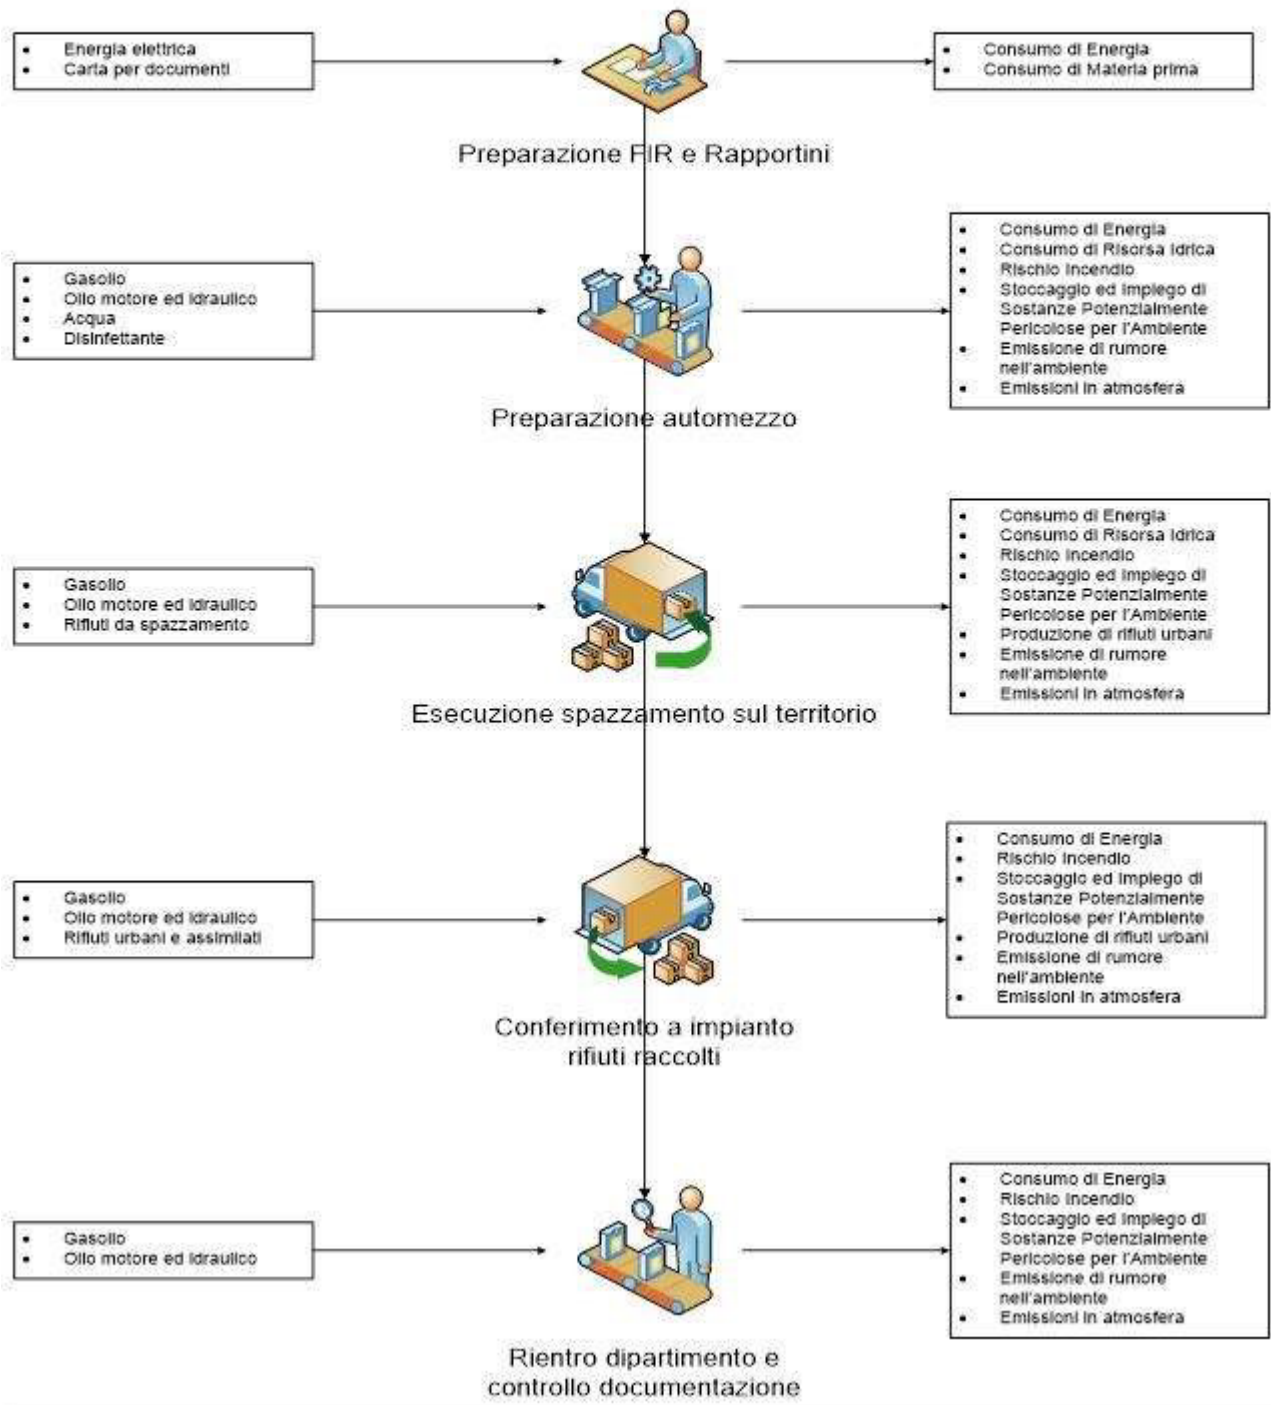 • Energia elettrica
• Carta per documenti
• Consumo di Energia
• Consumo di Materia prima
Preparazione FIR e Rapportini
• Gasolio
• Olio motore ed idraulico
• Acqua
• Disinfettante
• Consumo di Energia
• Consumo di Risorsa Idrica
• Rischio Incendio
• Stoccaggio ed Impiego di
Sostanze Potenzialmente
Pericolose per l'Ambiente
• Emissione di rumore
nell'ambiente
• Emissioni in atmosfera
Preparazione automezzo
• Gasolio
• Olio motore ed idraulico
• Rifiuti da spazzamento
• Consumo di Energia
• Consumo di Risorsa Idrica
• Rischio Incendio
• Stoccaggio ed Impiego di
Sostanze Potenzialmente
Pericolose per l'Ambiente
• Produzione di rifiuti urbani
• Emissione di rumore
nell'ambiente
• Emissioni in atmosfera
Esecuzione spazzamento sul territorio
• Gasolio
• Olio motore ed idraulico
• Rifiuti urbani e assimilati
• Consumo di Energia
• Rischio Incendio
• Stoccaggio ed Impiego di
Sostanze Potenzialmente
Pericolose per l'Ambiente
• Produzione di rifiuti urbani
• Emissione di rumore
nell'ambiente
• Emissioni in atmosfera
Conferimento a impianto
rifiuti raccolti
• Gasolio
• Olio motore ed idraulico
• Consumo di Energia
• Rischio Incendio
• Stoccaggio ed Impiego di
Sostanze Potenzialmente
Pericolose per l'Ambiente
• Emissione di rumore
nell'ambiente
• Emissioni in atmosfera
Rientro dipartimento e
controllo documentazione